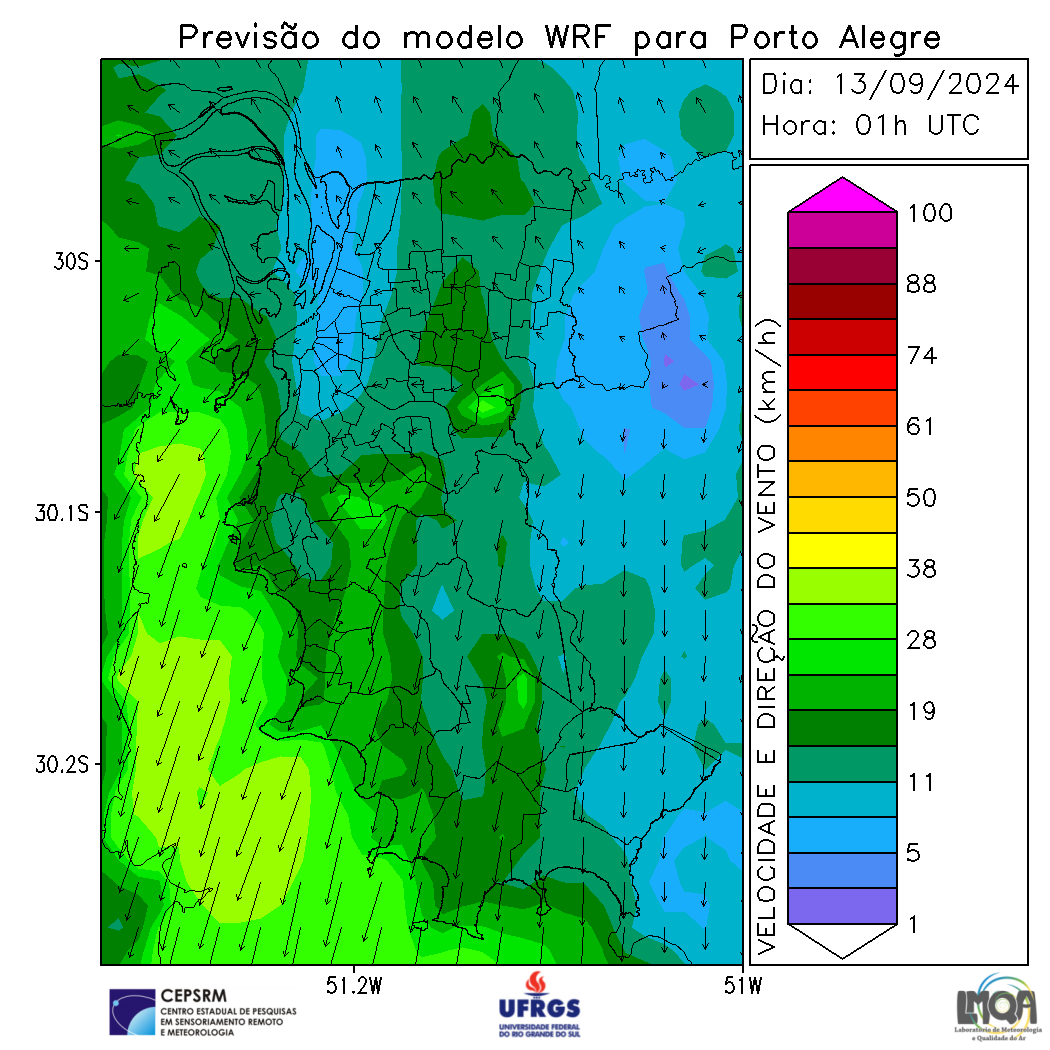 Previsão do modelo WRF para Porto Alegre
Dia: 13/09/2024
Hora: 01h UTC
30S
30.1S
30.2S
51.2W
51W
VELOCIDADE E DIREÇÃO DO VENTO (km/h)
100
88
74
61
50
38
28
19
11
5
1
CEPSRM
CENTRO ESTADUAL DE PESQUISAS
EM SENSORIAMENTO REMOTO
E METEOROLOGIA
UFRGS
UNIVERSIDADE FEDERAL
DO RIO GRANDE DO SUL
LMQA
Laboratório de Meteorologia
e Qualidade do Ar